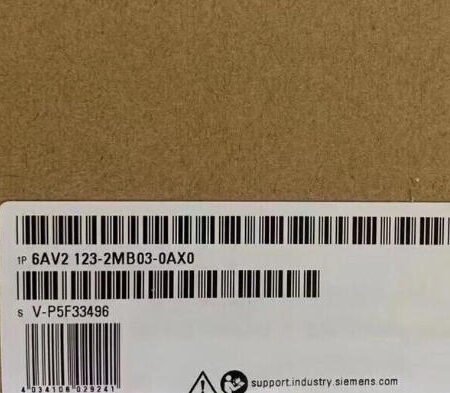 1P 6AV2 123-2MB03-0AX0
S V-P5F33496
4 034106 029241
support.industry.siemens.com